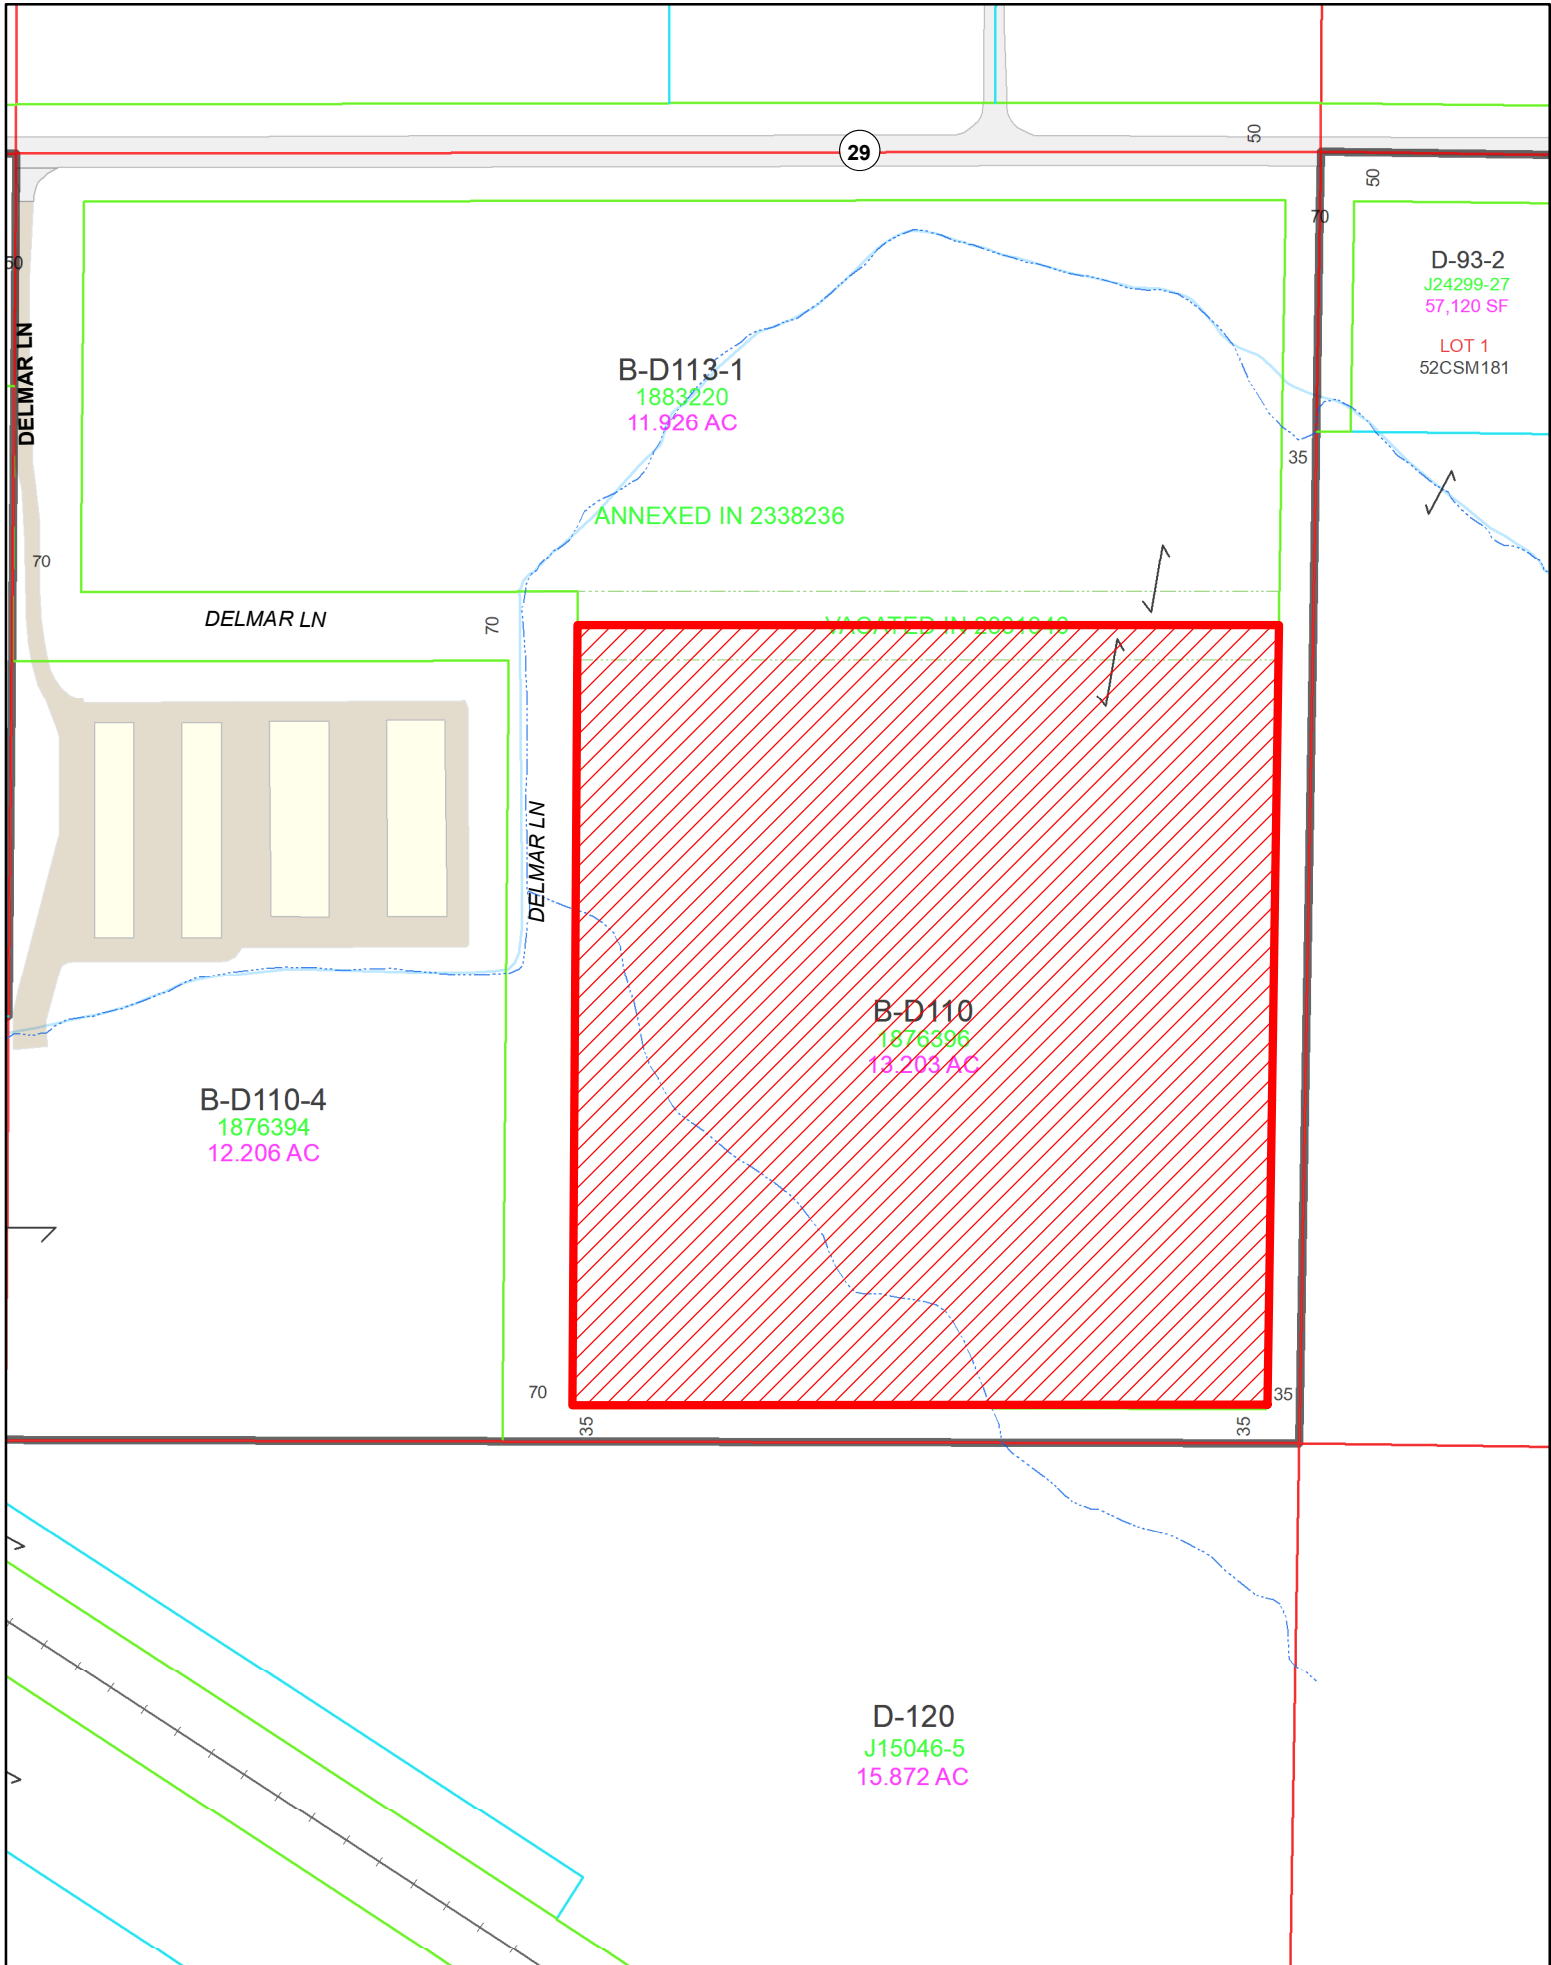 50
29
50
70
50
D-93-2
J24299-27
57,120 SF
LOT 1
52CSM181
DELMAR LN
B-D113-1
1883220
11.926 AC
35
ANNEXED IN 2338236
70
DELMAR LN
70
VACATED IN
DELMAR LN
B-D110
1876396
13.203 AC
B-D110-4
1876394
12.206 AC
70
35
35
35
D-120
J15046-5
15.872 AC